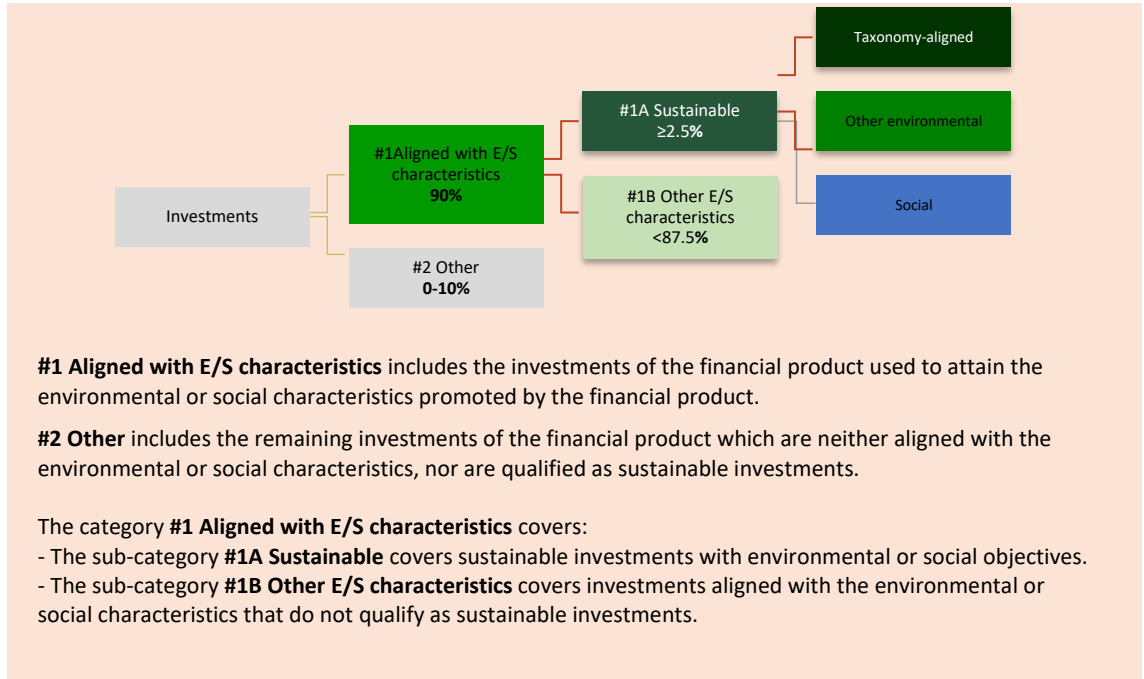 Taxonomy-aligned
#1A Sustainable
≥2.5%
Other environmental
#1Aligned with E/S
characteristics
90%
#1B Other E/S
characteristics
<87.5%
Social
Investments
#2 Other
0-10%
#1 Aligned with E/S characteristics includes the investments of the financial product used to attain the
environmental or social characteristics promoted by the financial product.
#2 Other includes the remaining investments of the financial product which are neither aligned with the
environmental or social characteristics, nor are qualified as sustainable investments.
The category #1 Aligned with E/S characteristics covers:
- The sub-category #1A Sustainable covers sustainable investments with environmental or social objectives.
- The sub-category #1B Other E/S characteristics covers investments aligned with the environmental or
social characteristics that do not qualify as sustainable investments.